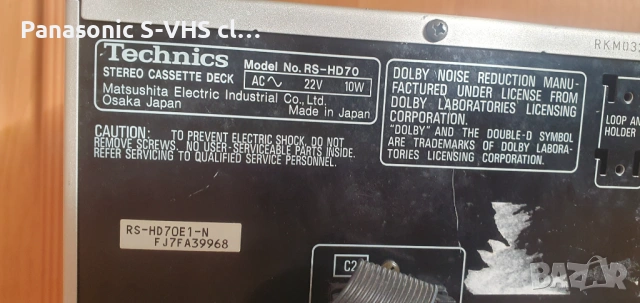 Panasonic S-VHS cl...
RKM033
Technics
Model No. RS-HD70
STEREO CASSETTE DECK
AC 22V 10W
Matsushita Electric Industrial Co., Ltd.
Osaka Japan
Made in Japan
DOLBY NOISE REDUCTION MANU-
FACTURED UNDER LICENSE FROM
DOLBY LABORATORIES LICENSING
CORPORATION.
"DOLBY" AND THE DOUBLE-D SYMBOL
ARE TRADEMARKS OF DOLBY LABORA-
TORIES LICENSING CORPORATION.
LOOP AN
HOLDER
CAUTION: TO PREVENT ELECTRIC SHOCK, DO NOT
REMOVE SCREWS. NO USER-SERVICEABLE PARTS INSIDE.
REFER SERVICING TO QUALIFIED SERVICE PERSONNEL.
RS-HD70E1-N
FJ7FA39968
C2
BAZAR